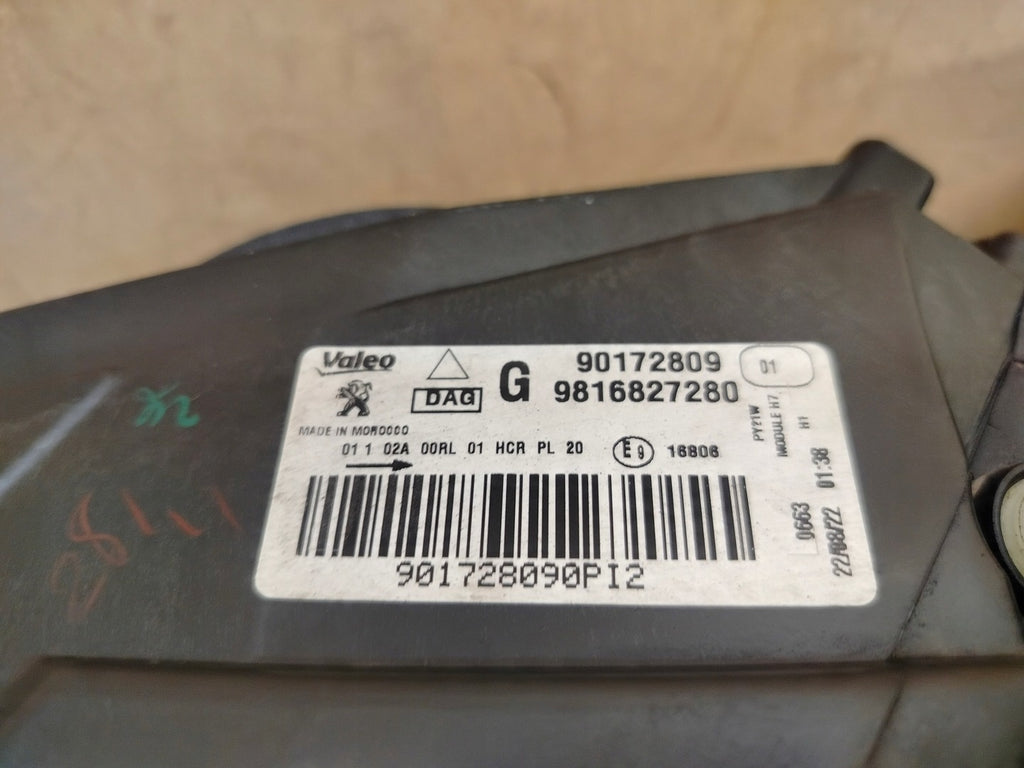 Valeo
DAG
G
90172809
9816827280
01
MADE IN MOROCCO
01 1 02A 00RL 01 HCR PL 20
E9
16806
901728090PI2
PY21W
MODULE H7
H1
0663
01:38
22/08/22